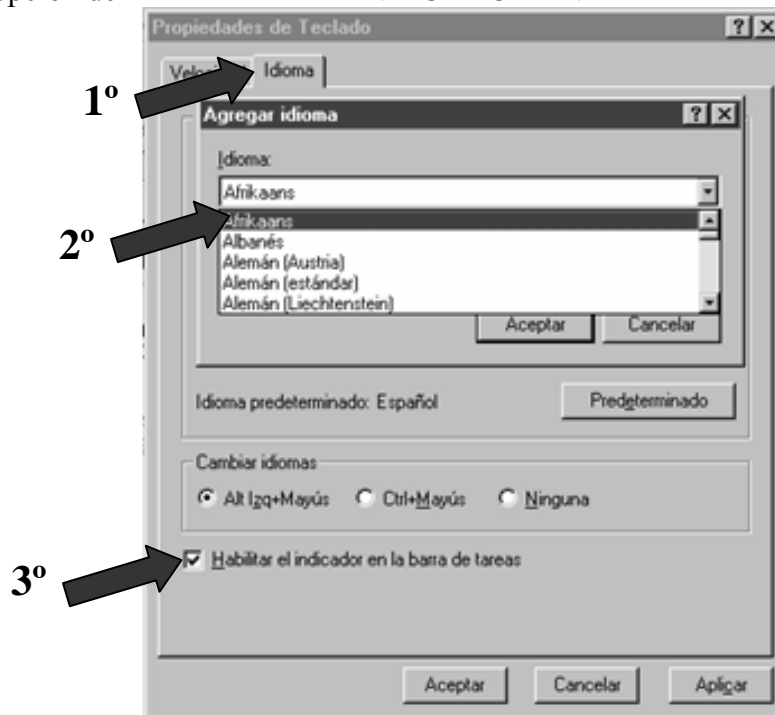 Propiedades de Teclado
Idioma
1º
Agregar idioma
Idioma:
Afrikaans
Afrikaans
2º
Albanés
Alemán (Austria)
Alemán (estándar)
Alemán (Liechtenstein)
Aceptar Cancelar
Idioma predeterminado: Español Predeterminado
Cambiar idiomas
Alt Izq+Mayús Ctrl+Mayús Ninguna
Habilitar el indicador en la barra de tareas
3º
Aceptar Cancelar Aplicar